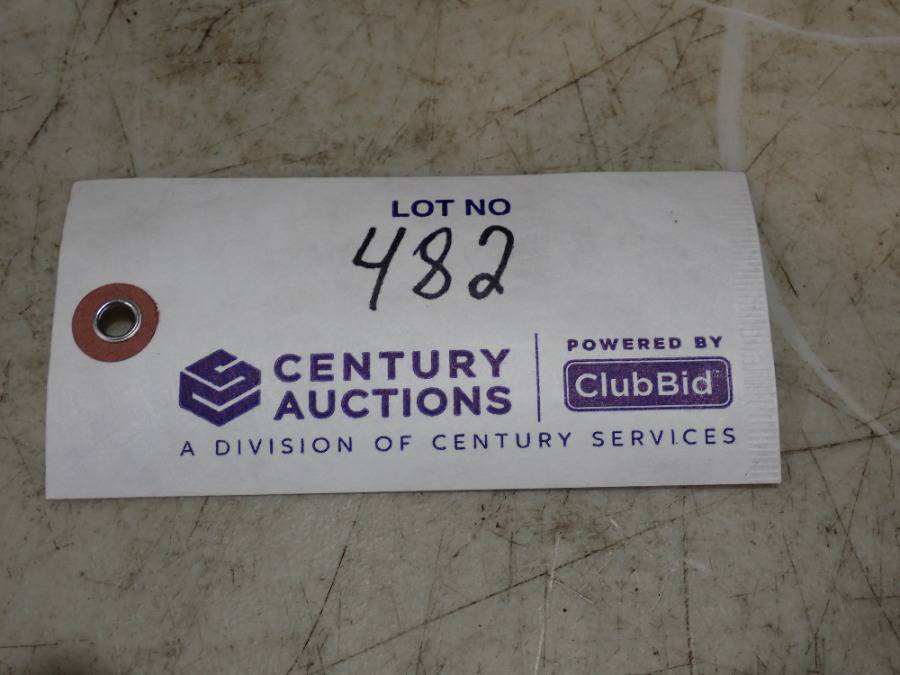 LOT NO
482
CENTURY
AUCTIONS
POWERED BY
ClubBid
A DIVISION OF CENTURY SERVICES